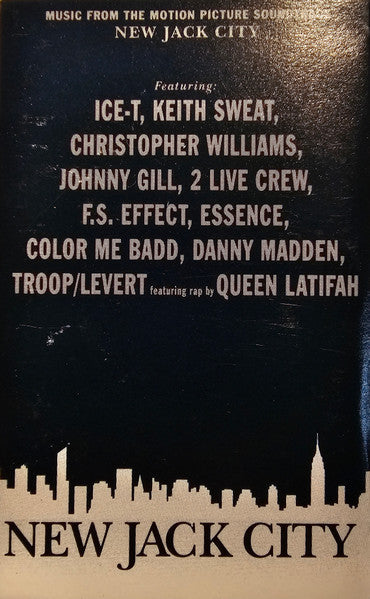 MUSIC FROM THE MOTION PICTURE SOUNDTRACK
NEW JACK CITY
Featuring:
ICE-T, KEITH SWEAT,
CHRISTOPHER WILLIAMS,
JOHNNY GILL, 2 LIVE CREW,
F.S. EFFECT, ESSENCE,
COLOR ME BADD, DANNY MADDEN,
TROOP/LEVERT featuring rap by QUEEN LATIFAH
NEW JACK CITY